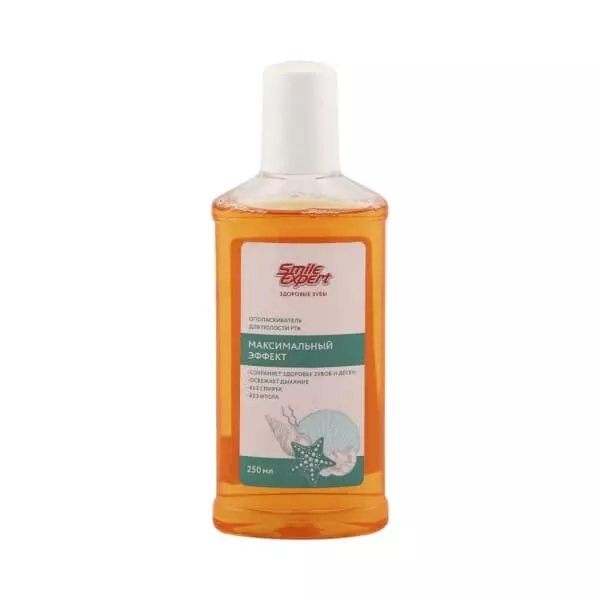 Smile
Expert
ЗДОРОВЫЕ ЗУБЫ
ОПОЛАСКИВАТЕЛЬ
ДЛЯ ПОЛОСТИ РТА
МАКСИМАЛЬНЫЙ
ЭФФЕКТ
•СОХРАНЯЕТ ЗДОРОВЬЕ ЗУБОВ И ДЕСЕН
•ОСВЕЖАЕТ ДЫХАНИЕ
•БЕЗ СПИРТА
•БЕЗ ФТОРА
250 мл